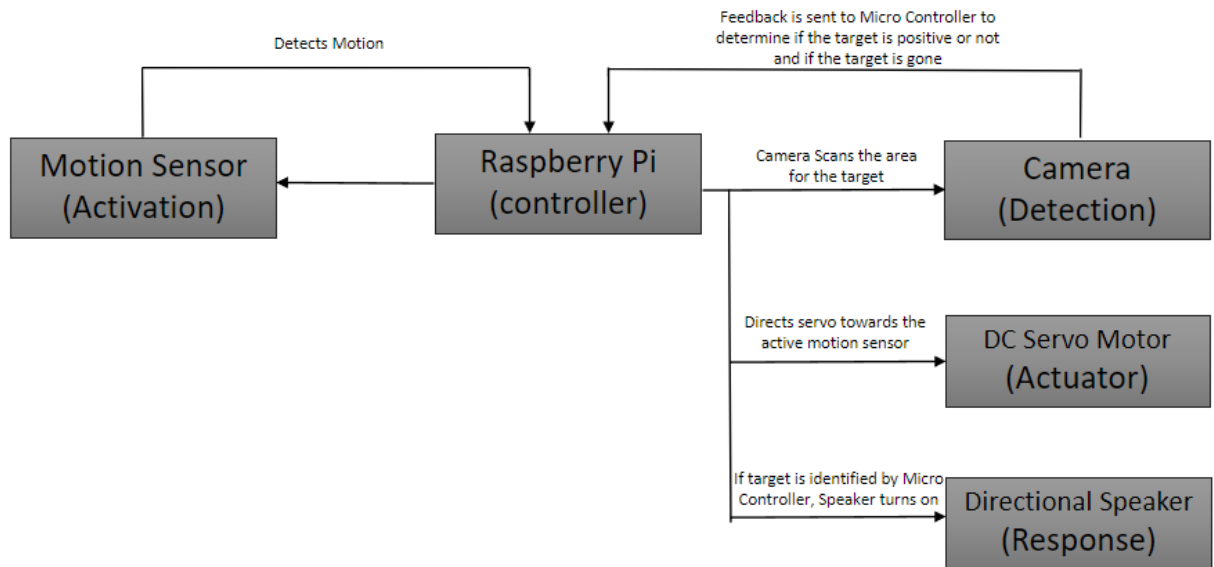 Feedback is sent to Micro Controller to
determine if the target is positive or not
and if the target is gone
Detects Motion
Motion Sensor
(Activation)
Raspberry Pi
(controller)
Camera Scans the area
for the target
Camera
(Detection)
Directs servo towards the
active motion sensor
DC Servo Motor
(Actuator)
If target is identified by Micro
Controller, Speaker turns on
Directional Speaker
(Response)